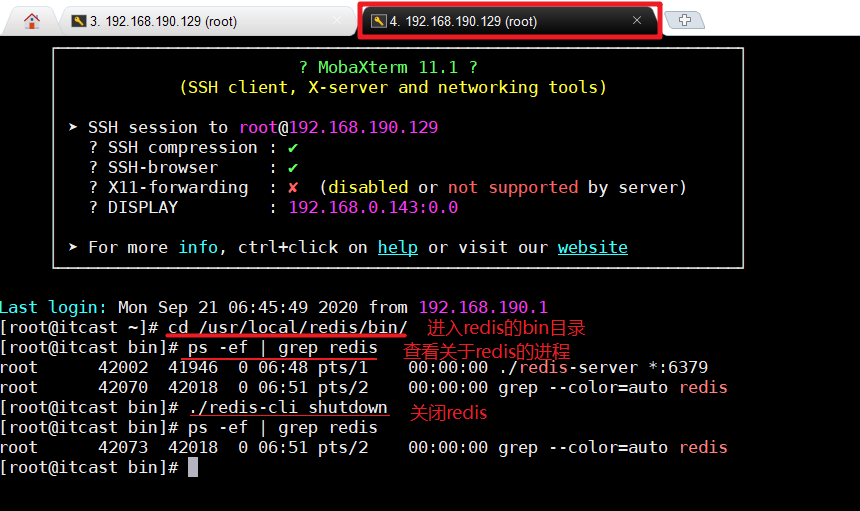 3. 192.168.190.129 (root)
4. 192.168.190.129 (root)
? MobaXterm 11.1 ?
(SSH client, X-server and networking tools)
➤ SSH session to root@192.168.190.129
? SSH compression : ✔
? SSH-browser : ✔
? X11-forwarding : ✘ (disabled or not supported by server)
? DISPLAY : 192.168.0.143:0.0
➤ For more info, ctrl+click on help or visit our website
Last login: Mon Sep 21 06:45:49 2020 from 192.168.190.1
[root@itcast ~]# cd /usr/local/redis/bin/ 进入redis的bin目录
[root@itcast bin]# ps -ef | grep redis 查看关于redis的进程
root 42002 41946 0 06:48 pts/1 00:00:00 ./redis-server *:6379
root 42070 42018 0 06:51 pts/2 00:00:00 grep --color=auto redis
[root@itcast bin]# ./redis-cli shutdown 关闭redis
[root@itcast bin]# ps -ef | grep redis
root 42073 42018 0 06:51 pts/2 00:00:00 grep --color=auto redis
[root@itcast bin]#